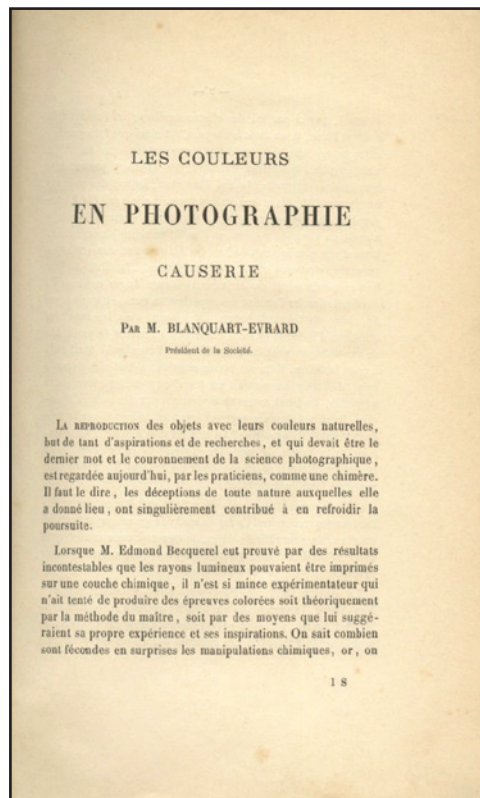 LES COULEURS
EN PHOTOGRAPHIE
CAUSERIE
PAR M. BLANQUART-EVRARD
Président de la Société.
LA REPRODUCTION des objets avec leurs couleurs naturelles,
but de tant d'aspirations et de recherches, et qui devait être le
dernier mot et le couronnement de la science photographique,
est regardée aujourd'hui, par les praticiens, comme une chimère.
Il faut le dire, les déceptions de toute nature auxquelles elle
a donné lieu, ont singulièrement contribué à en refroidir la
poursuite.
Lorsque M. Edmond Becquerel eut prouvé par des résultats
incontestables que les rayons lumineux pouvaient être imprimés
sur une couche chimique, il n'est si mince expérimentateur qui
n'ait tenté de produire des épreuves colorées soit théoriquement
par la méthode du maître, soit par des moyens que lui suggé-
raient sa propre expérience et ses inspirations. On sait combien
sont fécondes en surprises les manipulations chimiques, or, on
I S